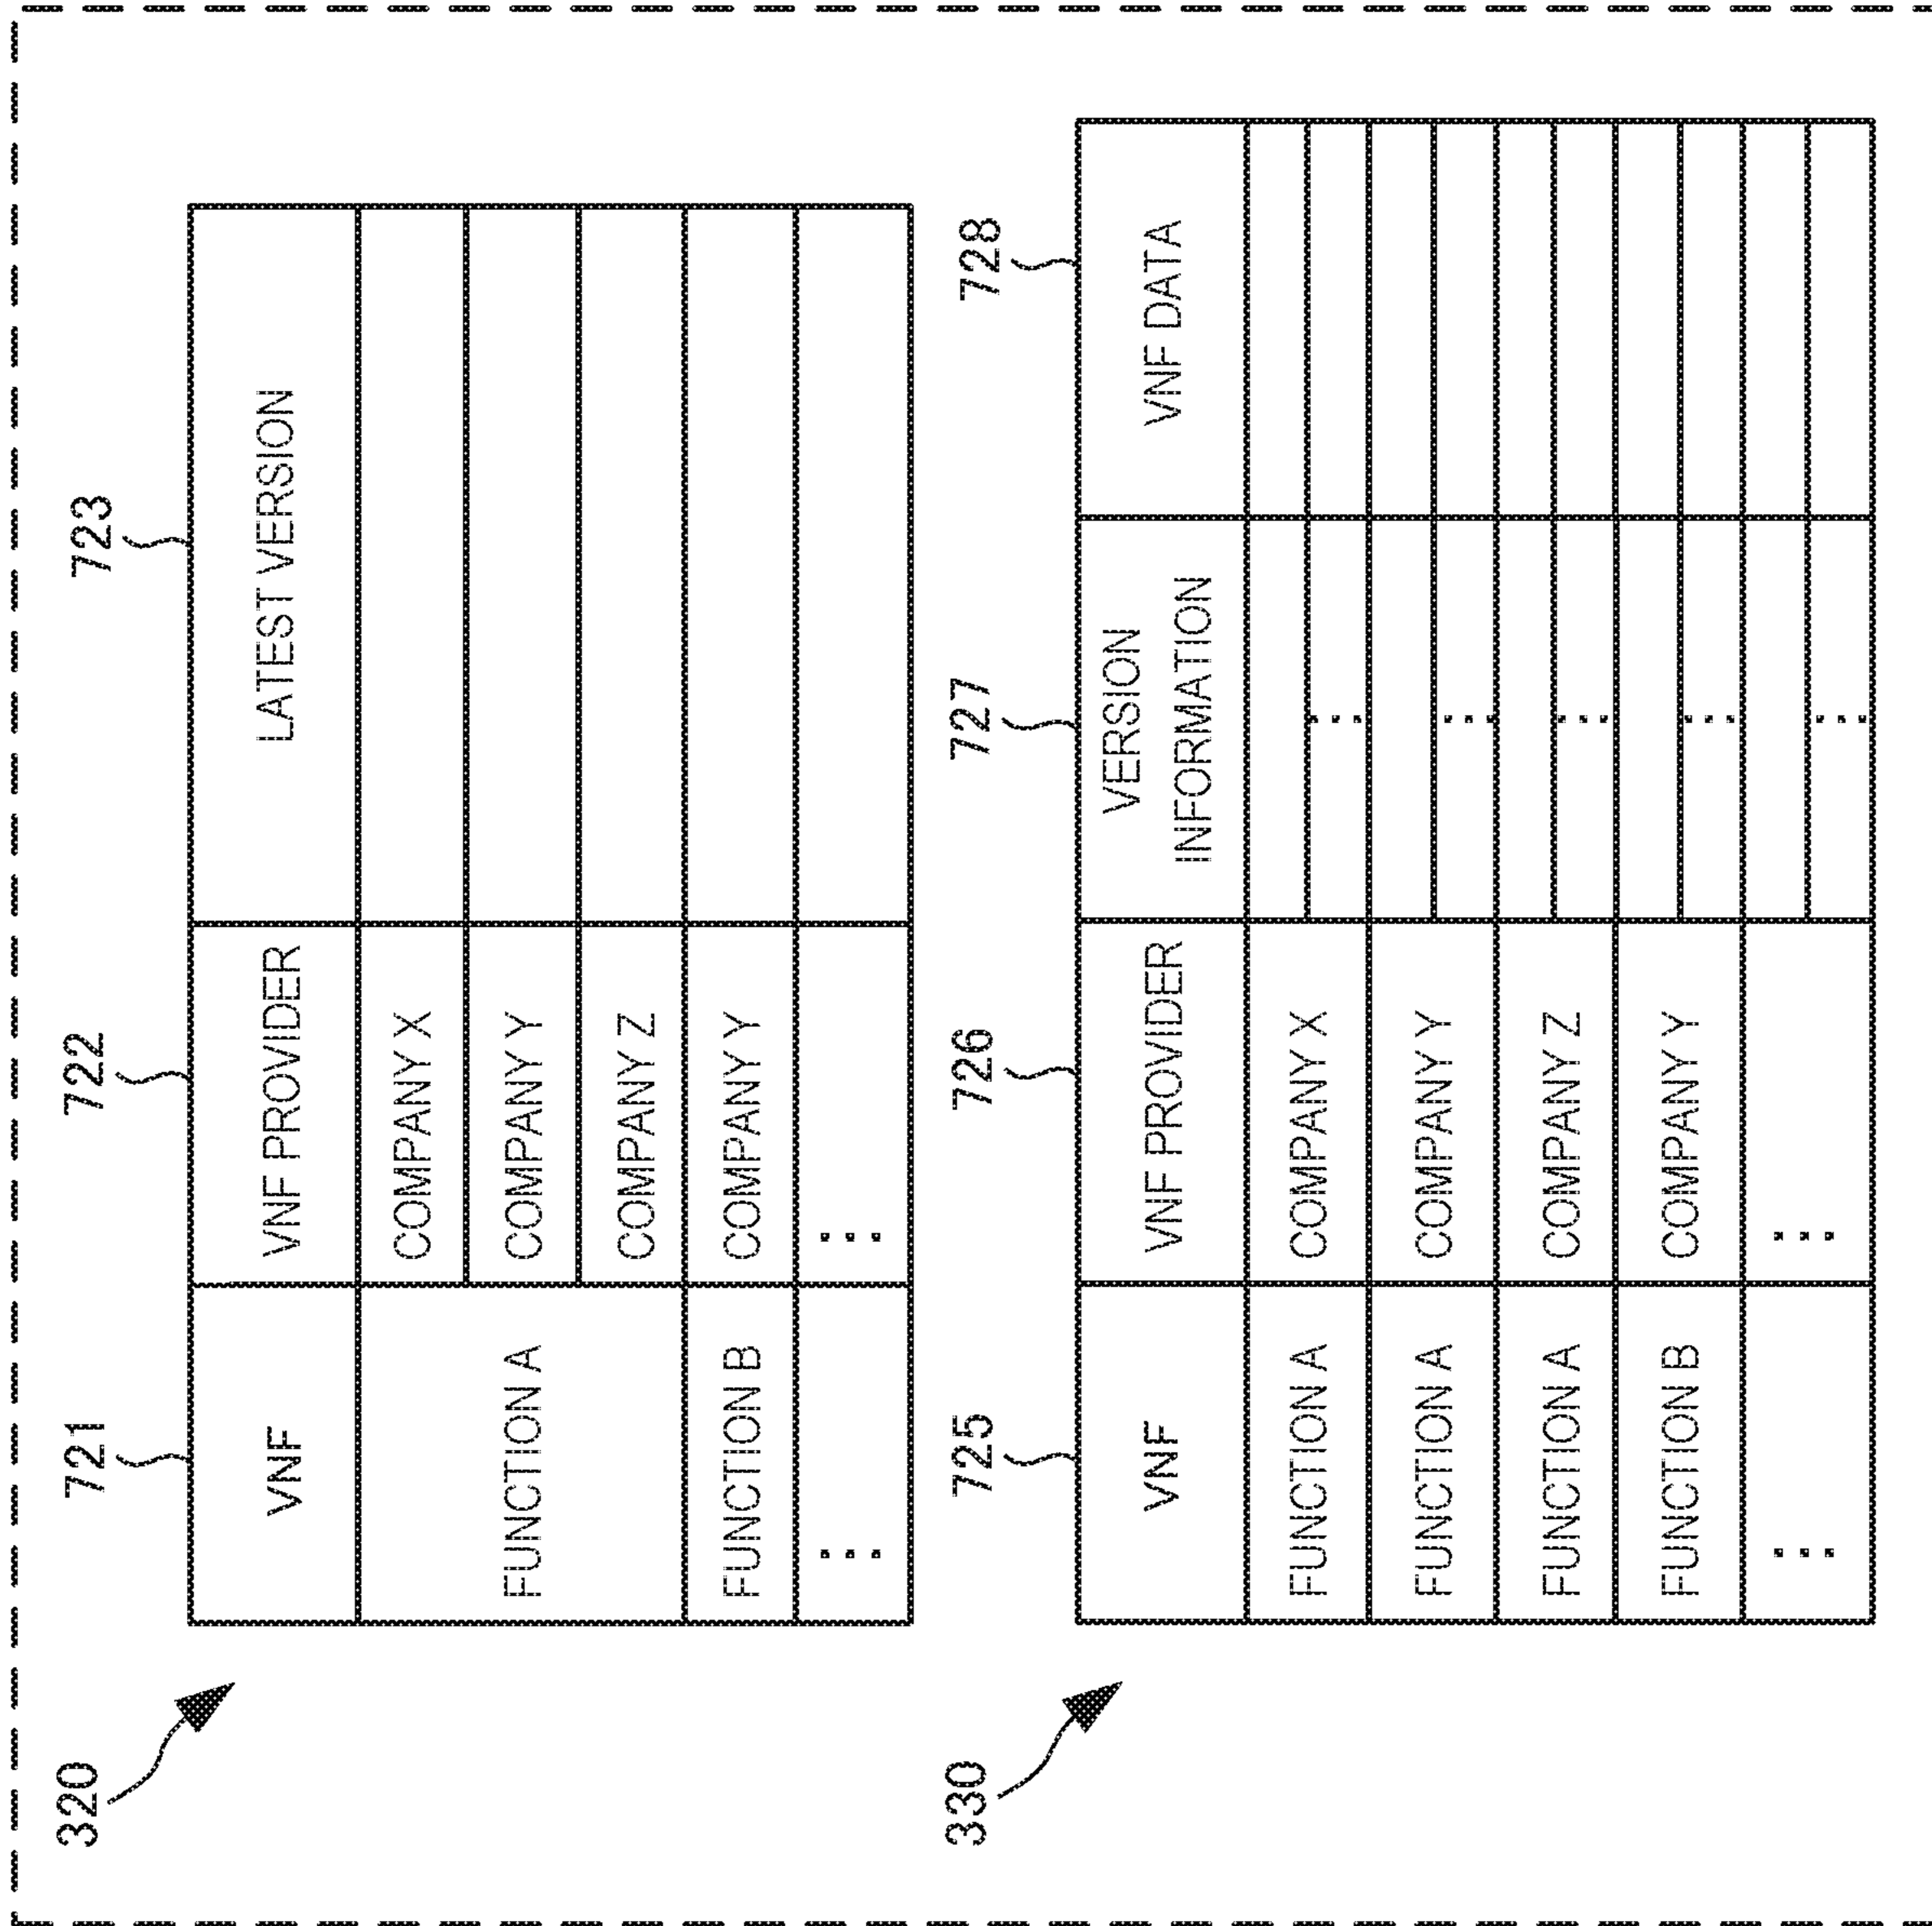 320
721
722
723
VNF
VNF PROVIDER
LATEST VERSION
FUNCTION A
COMPANY X
COMPANY Y
COMPANY Z
FUNCTION B
COMPANY Y
⋮
⋮
330
725
726
727
728
VNF
VNF PROVIDER
VERSION
INFORMATION
VNF DATA
FUNCTION A
COMPANY X
⋮
FUNCTION A
COMPANY Y
⋮
FUNCTION A
COMPANY Z
⋮
FUNCTION B
COMPANY Y
⋮
⋮
⋮
⋮